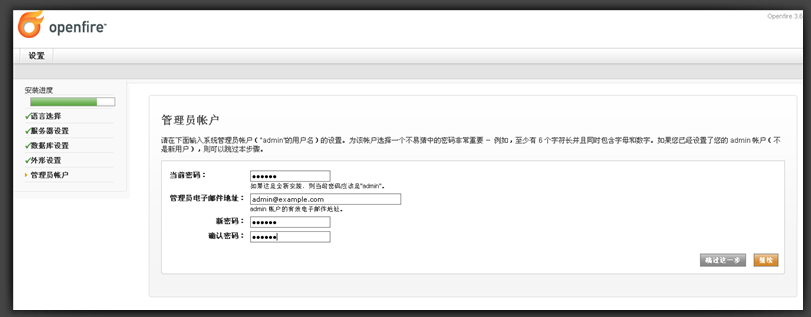 openfire™
Openfire 3.6
设置
安装进度
语言选择
服务器设置
数据库设置
外形设置
管理员帐户
管理员帐户
请在下面输入系统管理员帐户（"admin"的用户名）的设置。为该帐户选择一个不易猜中的密码非常重要 - 例如，至少有 6 个字符长并且同时包含字母和数字。如果您已经设置了您的 admin 帐户（不
是新用户），则可以跳过本步骤。
当前密码：
如果这是全新安装，则当前密码应该是"admin"。
管理员电子邮件地址： admin@example.com
admin 帐户的有效电子邮件地址。
新密码：
确认密码：
跳过这一步 继续